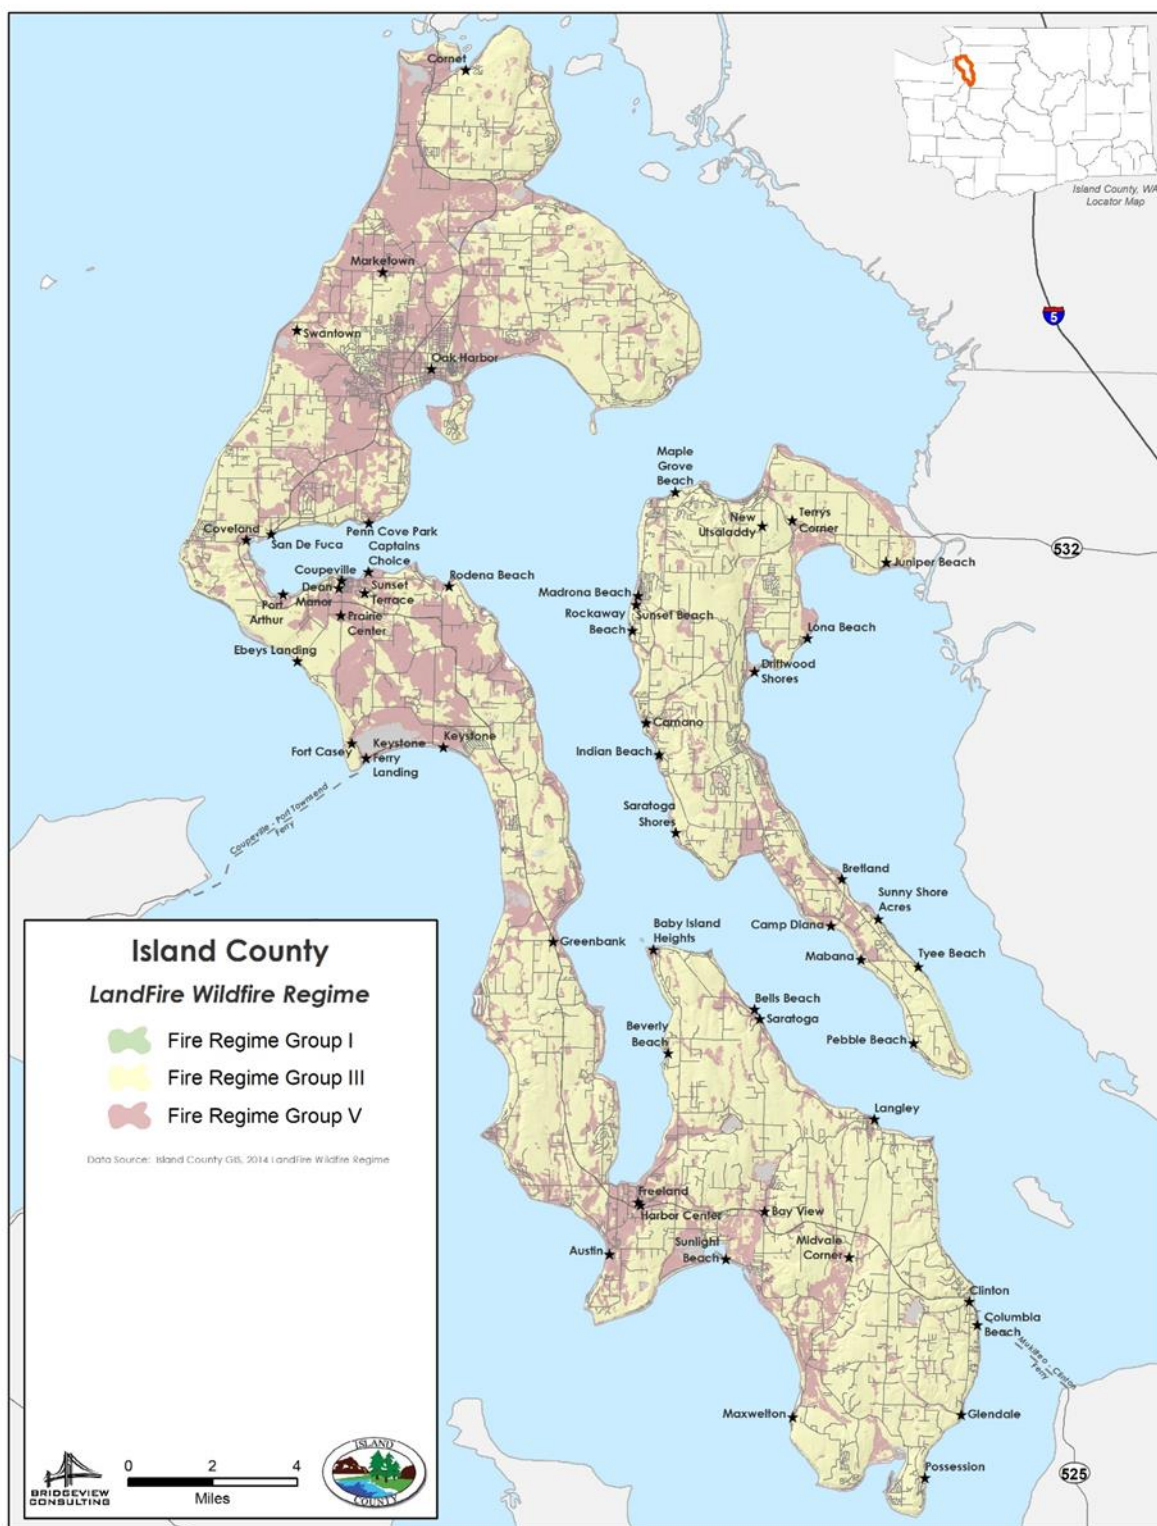 Cornet
Island County, WA
Locator Map
Marketown
5
Swantown
Oak Harbor
Maple
Grove
Beach
New
Utsaladdy
Terrys
Corner
532
Coveland
San De Fuca
Penn Cove Park
Captains
Choice
Juniper Beach
Coupeville
Dean
Manor
Sunset
Terrace
Rodena Beach
Port
Arthur
Prairie
Center
Madrona Beach
Rockaway
Beach
Sunset Beach
Lona Beach
Ebeys Landing
Driftwood
Shores
Camano
Fort Casey
Keystone
Ferry
Landing
Keystone
Indian Beach
Coupeville - Port Townsend
Ferry
Saratoga
Shores
Bretland
Sunny Shore
Acres
Camp Diana
Greenbank
Baby Island
Heights
Mabana
Tyee Beach
Bells Beach
Saratoga
Beverly
Beach
Pebble Beach
Langley
Freeland
Harbor Center
Bay View
Austin
Sunlight
Beach
Midvale
Corner
Clinton
Columbia
Beach
Mukilteo - Clinton
Ferry
Maxwelton
Glendale
Possession
525
Island County
LandFire Wildfire Regime
Fire Regime Group I
Fire Regime Group III
Fire Regime Group V
Data Source: Island County GIS, 2014 LandFire Wildfire Regime
BRIDGEVIEW
CONSULTING
0 2 4
Miles
ISLAND
COUNTY